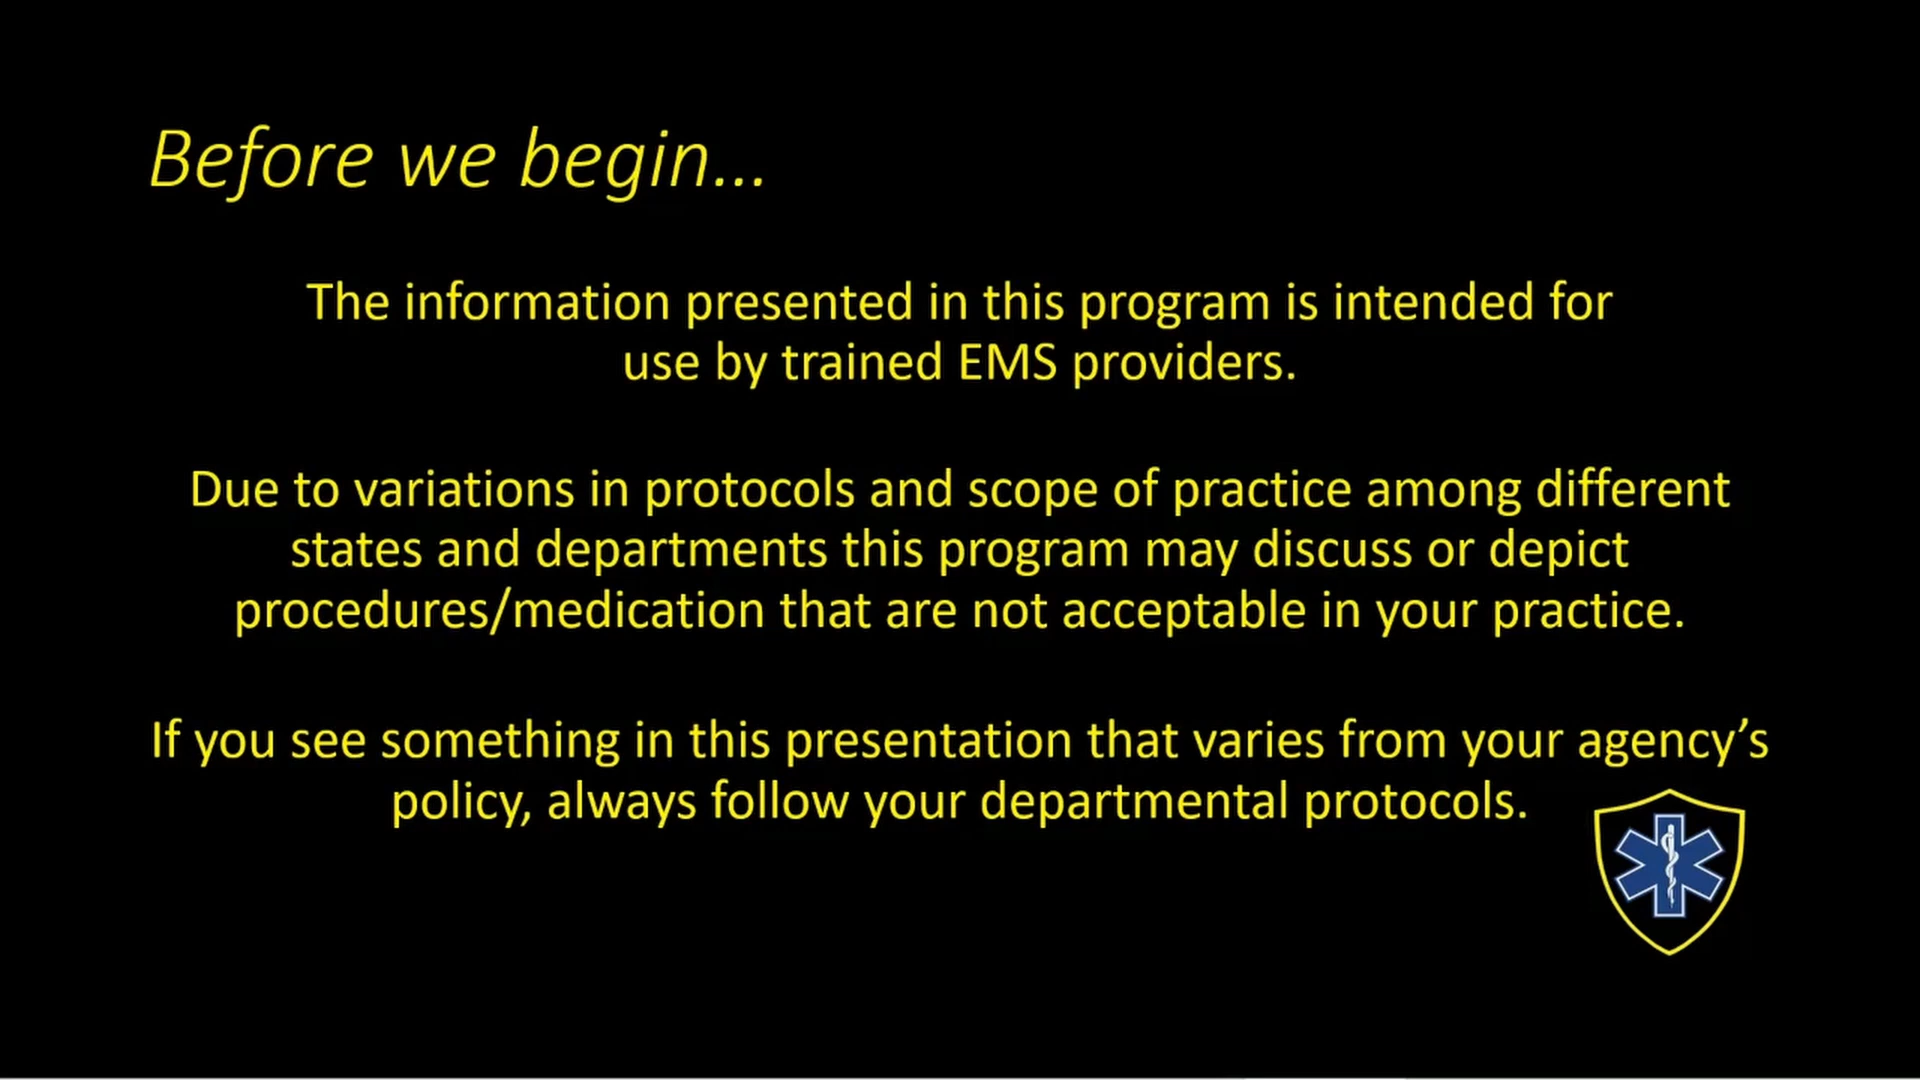 Before we begin...
The information presented in this program is intended for
use by trained EMS providers.
Due to variations in protocols and scope of practice among different
states and departments this program may discuss or depict
procedures/medication that are not acceptable in your practice.
If you see something in this presentation that varies from your agency’s
policy, always follow your departmental protocols.